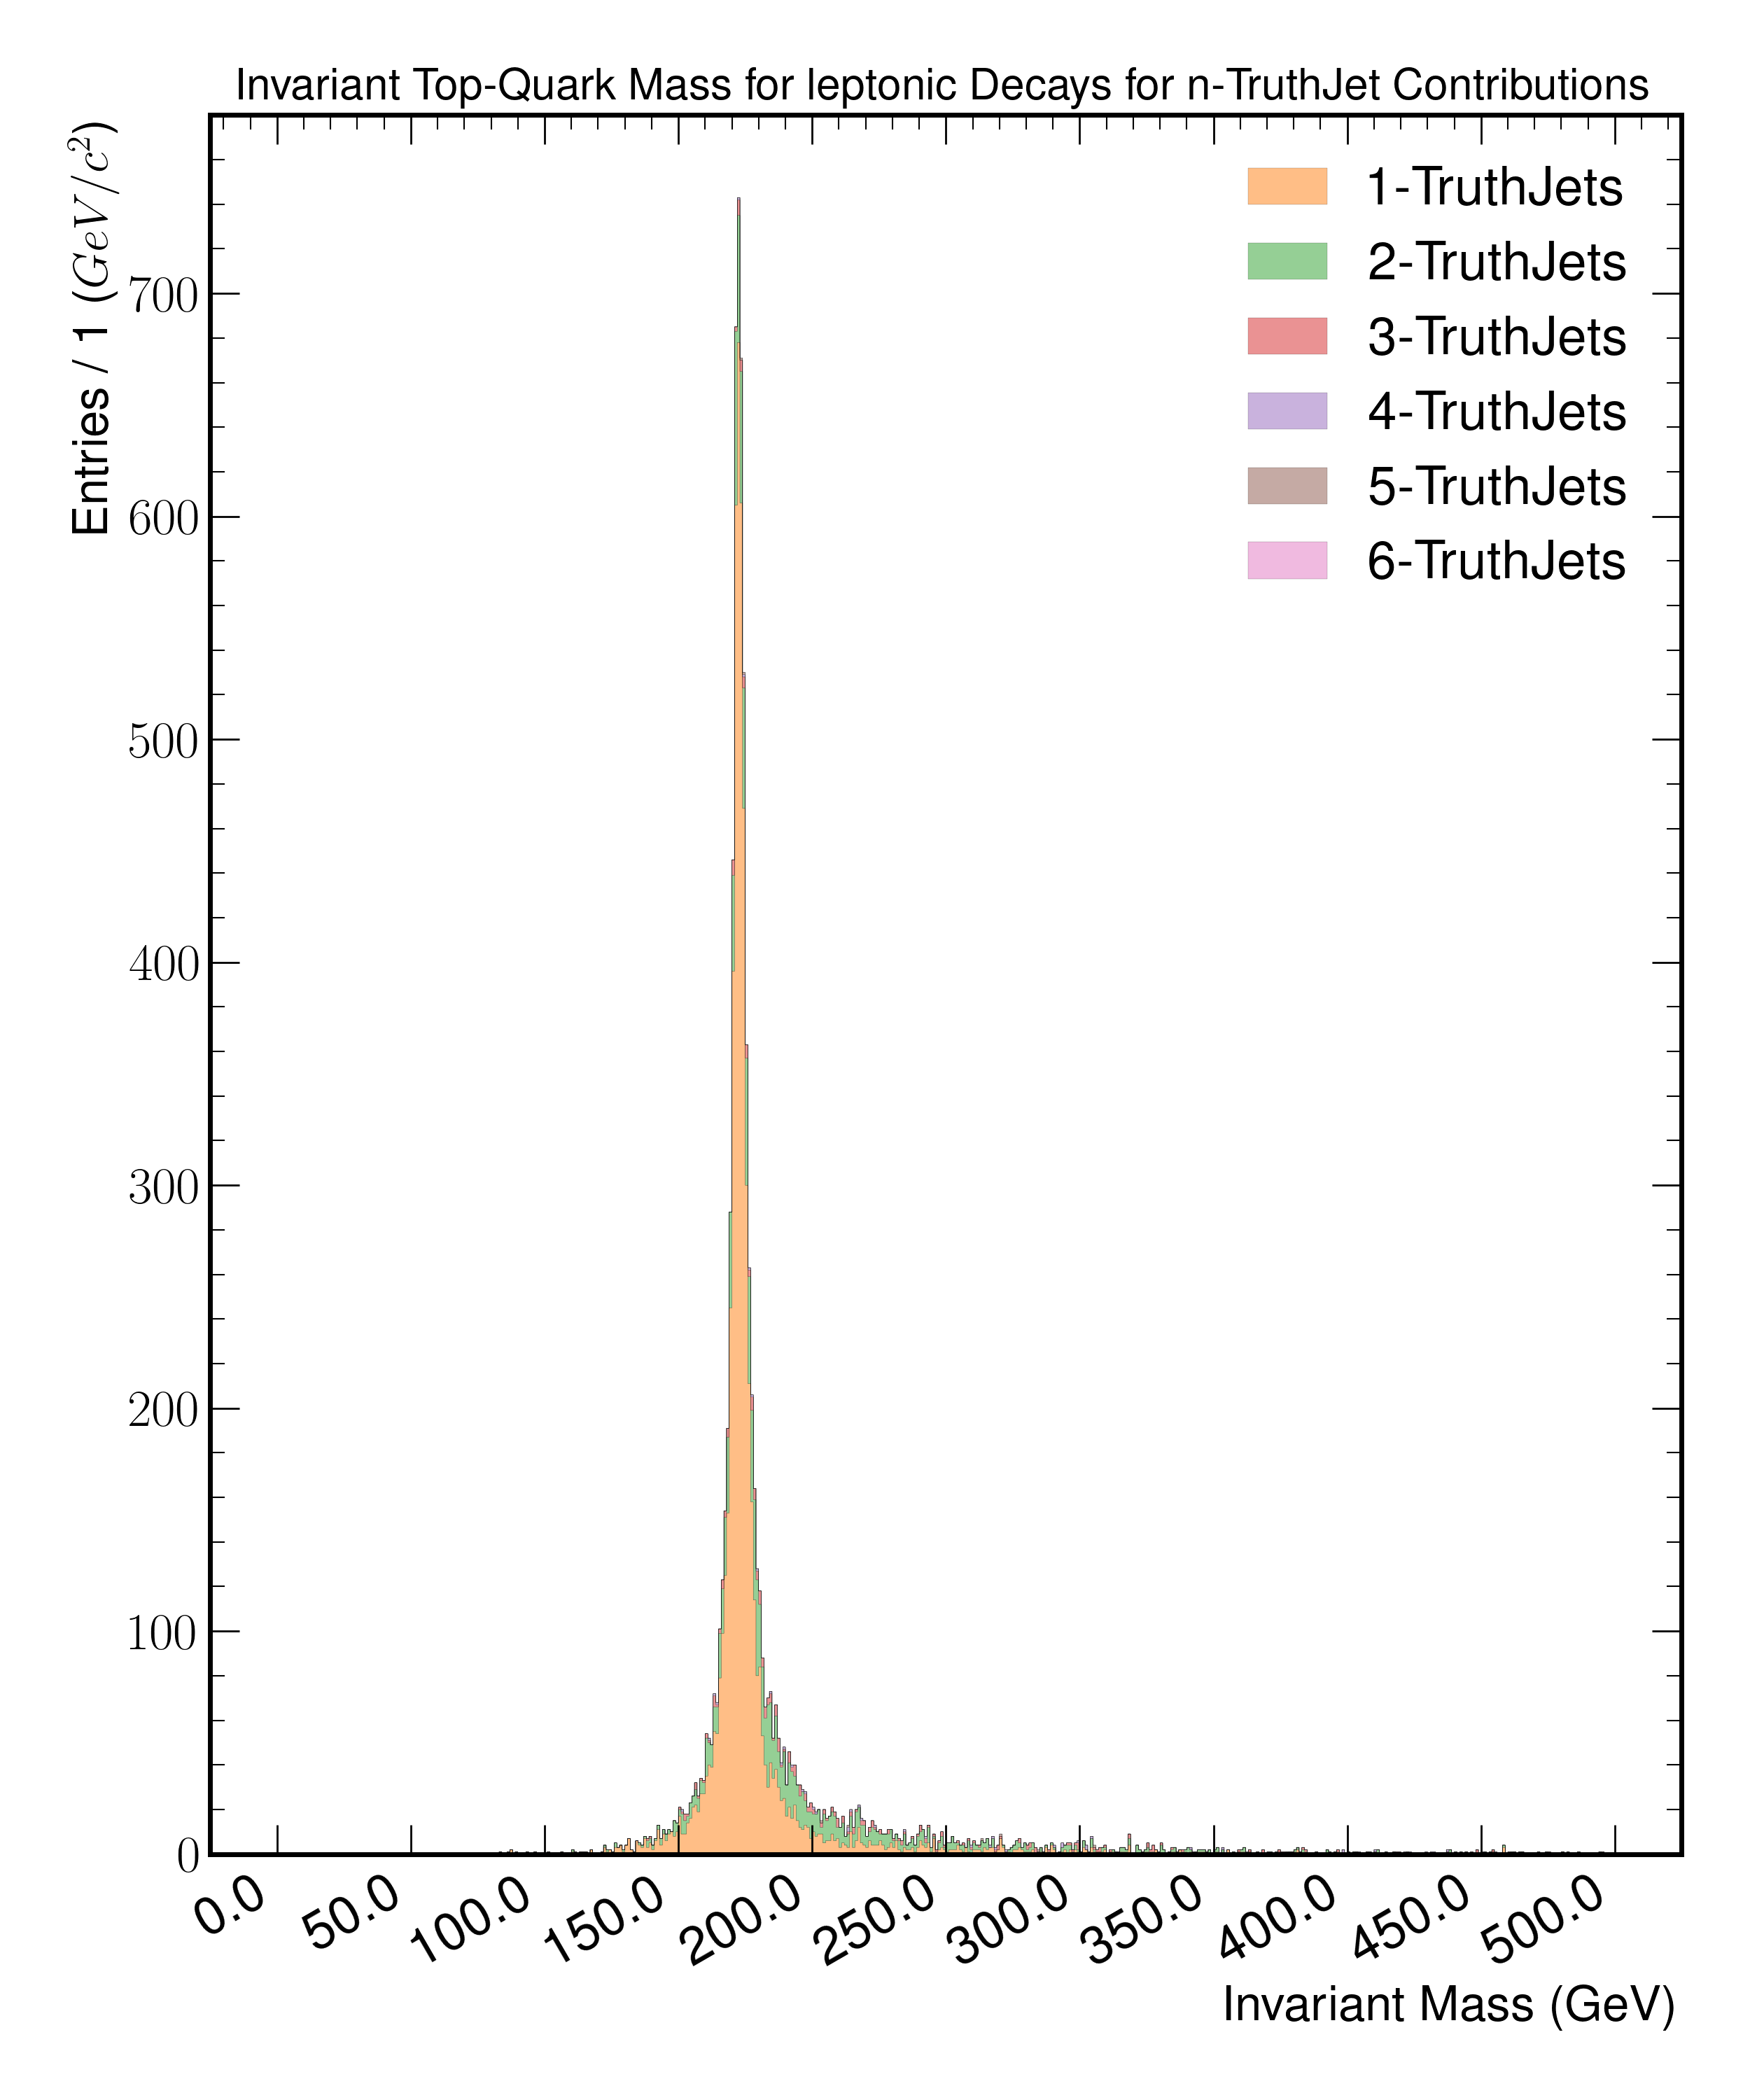 Invariant Top-Quark Mass for leptonic Decays for n-TruthJet Contributions
Entries / 1 (GeV/c²)
1-TruthJets
2-TruthJets
3-TruthJets
4-TruthJets
5-TruthJets
6-TruthJets
700
600
500
400
300
200
100
0
0.0 50.0 100.0 150.0 200.0 250.0 300.0 350.0 400.0 450.0 500.0
Invariant Mass (GeV)